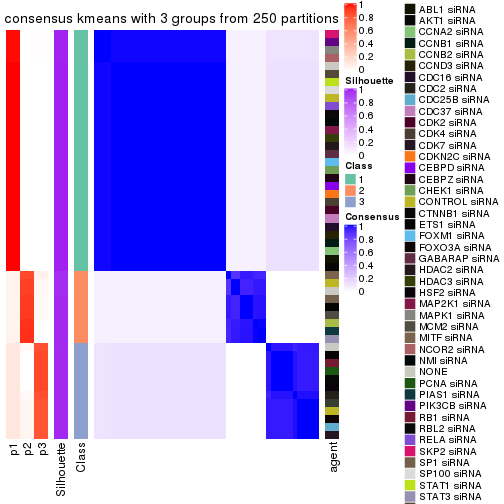 consensus kmeans with 3 groups from 250 partitions
p1
p2
p3
Silhouette
Class
agent
1
0.8
0.6
0.4
0.2
0
Silhouette
1
0.8
0.6
0.4
0.2
0
Class
1
2
3
Consensus
1
0.8
0.6
0.4
0.2
0
ABL1 siRNA
AKT1 siRNA
CCNA2 siRNA
CCNB1 siRNA
CCNB2 siRNA
CCND3 siRNA
CDC16 siRNA
CDC2 siRNA
CDC25B siRNA
CDC37 siRNA
CDK2 siRNA
CDK4 siRNA
CDK7 siRNA
CDKN2C siRNA
CEBPD siRNA
CEBPZ siRNA
CHEK1 siRNA
CONTROL siRNA
CTNNB1 siRNA
ETS1 siRNA
FOXM1 siRNA
FOXO3A siRNA
GABARAP siRNA
HDAC2 siRNA
HDAC3 siRNA
HSF2 siRNA
MAP2K1 siRNA
MAPK1 siRNA
MCM2 siRNA
MITF siRNA
NCOR2 siRNA
NMI siRNA
NONE
PCNA siRNA
PIAS1 siRNA
PIK3CB siRNA
RB1 siRNA
RBL2 siRNA
RELA siRNA
SKP2 siRNA
SP1 siRNA
SP100 siRNA
STAT1 siRNA
STAT3 siRNA